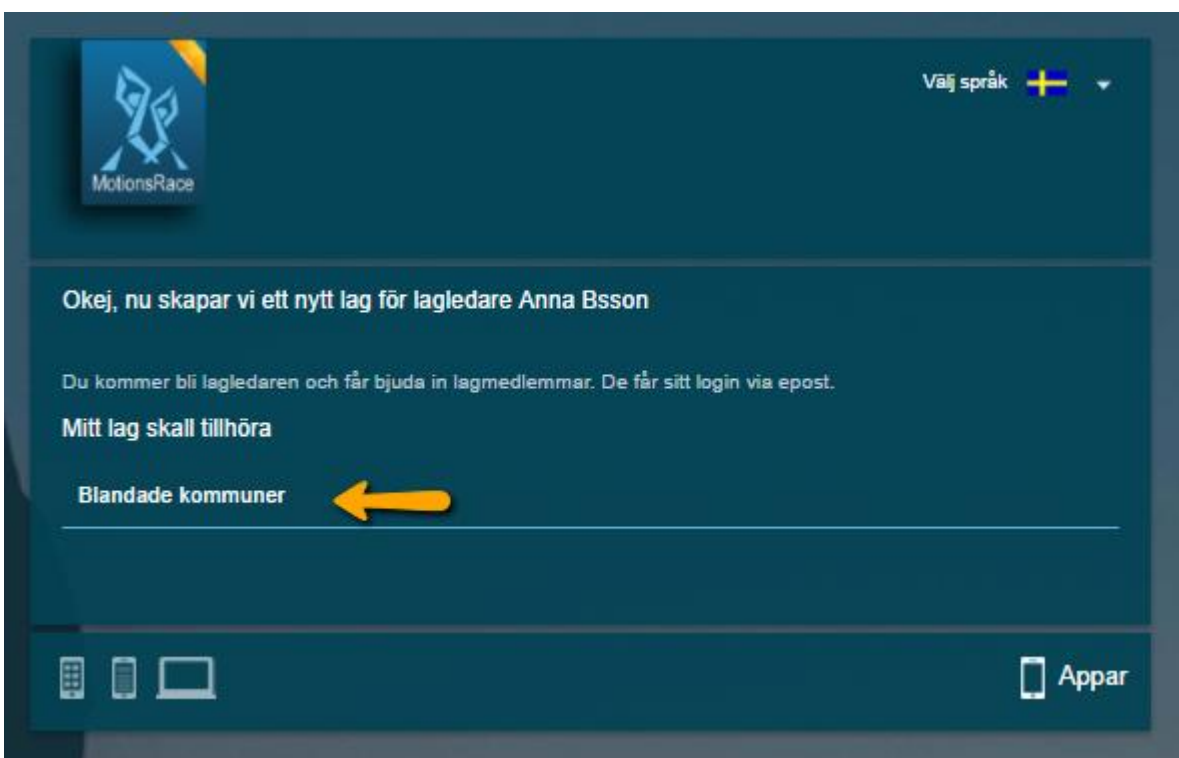 Välj språk
MotionsRace
Okej, nu skapar vi ett nytt lag för lagledare Anna Bsson
Du kommer bli lagledaren och får bjuda in lagmedlemmar. De får sitt login via epost.
Mitt lag skall tillhöra
Blandade kommuner
Appar